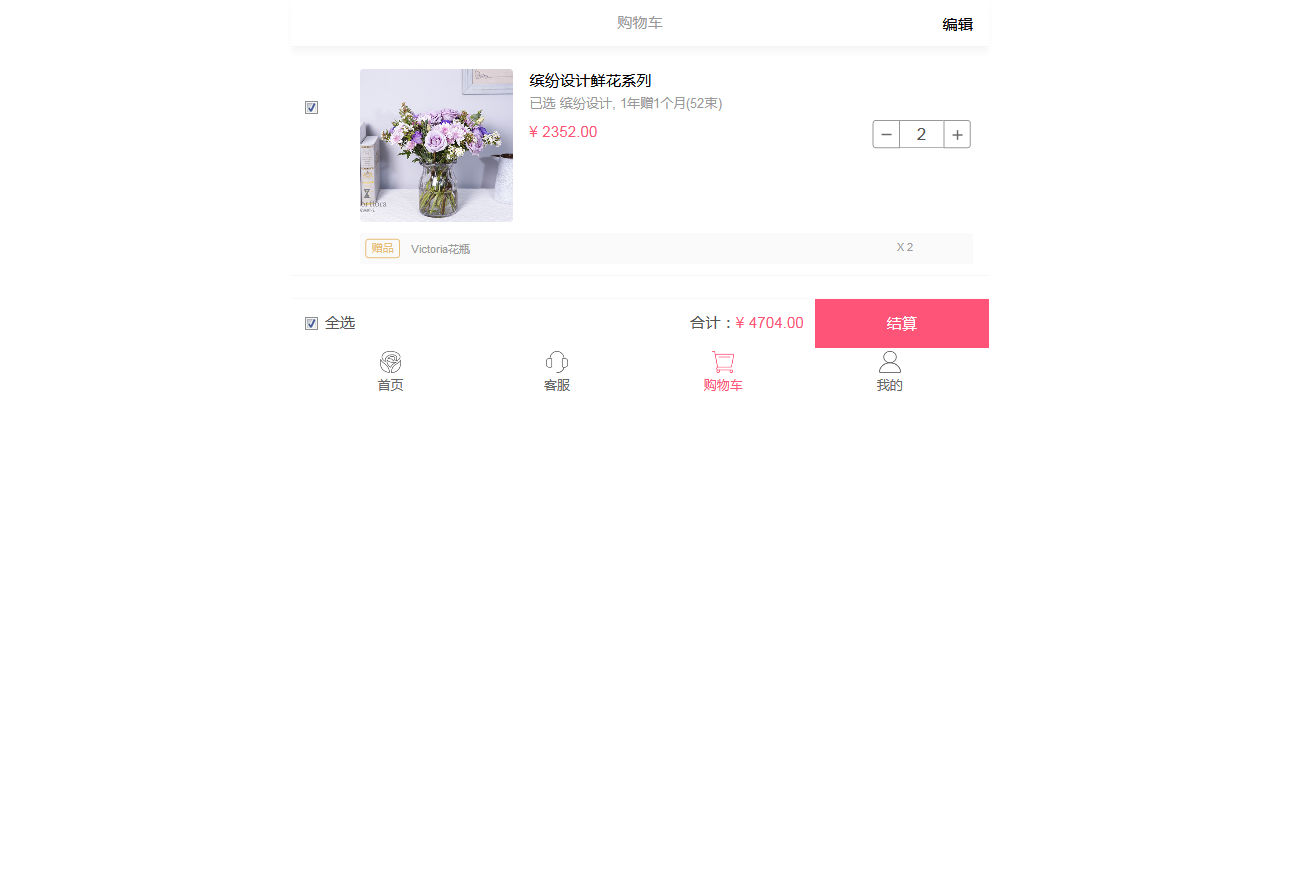 购物车
编辑
缤纷设计鲜花系列
已选 缤纷设计, 1年赠1个月(52束)
¥ 2352.00
− 2 +
赠品 Victoria花瓶 X 2
全选
合计：¥ 4704.00
结算
首页
客服
购物车
我的